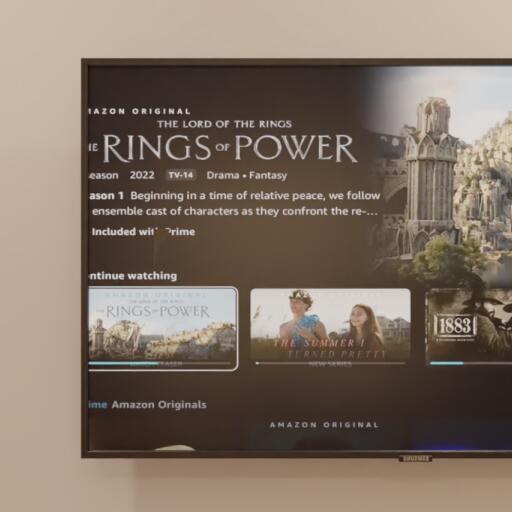 AMAZON ORIGINAL
THE LORD OF THE RINGS
RINGS OF POWER
eason 2022 TV-14 Drama • Fantasy
ason 1 Beginning in a time of relative peace, we follow
ensemble cast of characters as they confront the re-...
Included with Prime
ontinue watching
AMAZON ORIGINAL
THE LORD OF THE RINGS
RINGS OF POWER
TEASER
THE SUMMER I
TURNED PRETTY
NEW SERIES
1883
ime Amazon Originals
AMAZON ORIGINAL